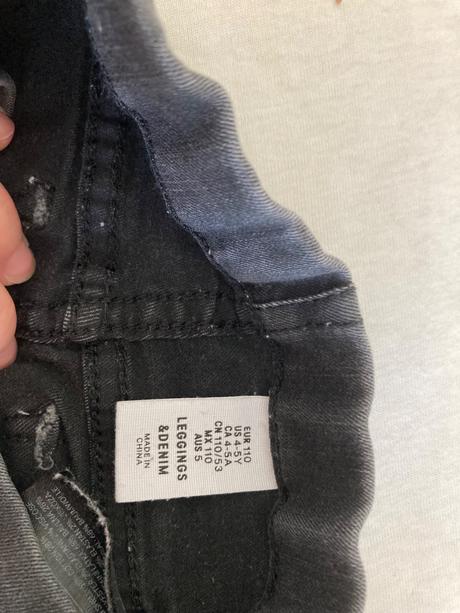 EUR 110
US 4-5Y
CA 4-5A
CN 110/53
MX 110
AUS 5
LEGGINGS
&DENIM
MADE IN
CHINA